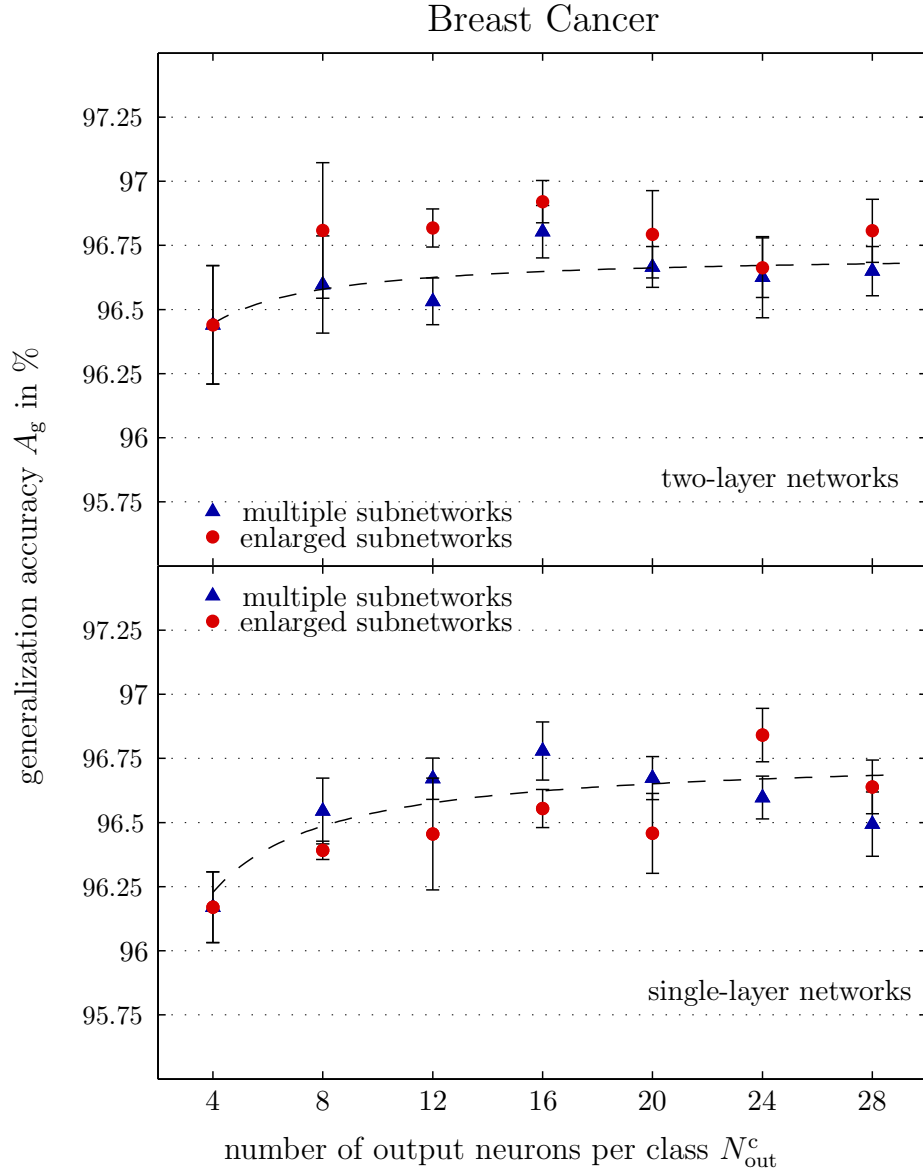 Breast Cancer
97.25
97
96.75
96.5
96.25
96
95.75
two-layer networks
multiple subnetworks
enlarged subnetworks
generalization accuracy A_g in %
multiple subnetworks
enlarged subnetworks
97.25
97
96.75
96.5
96.25
96
95.75
single-layer networks
4 8 12 16 20 24 28
number of output neurons per class N^c_out